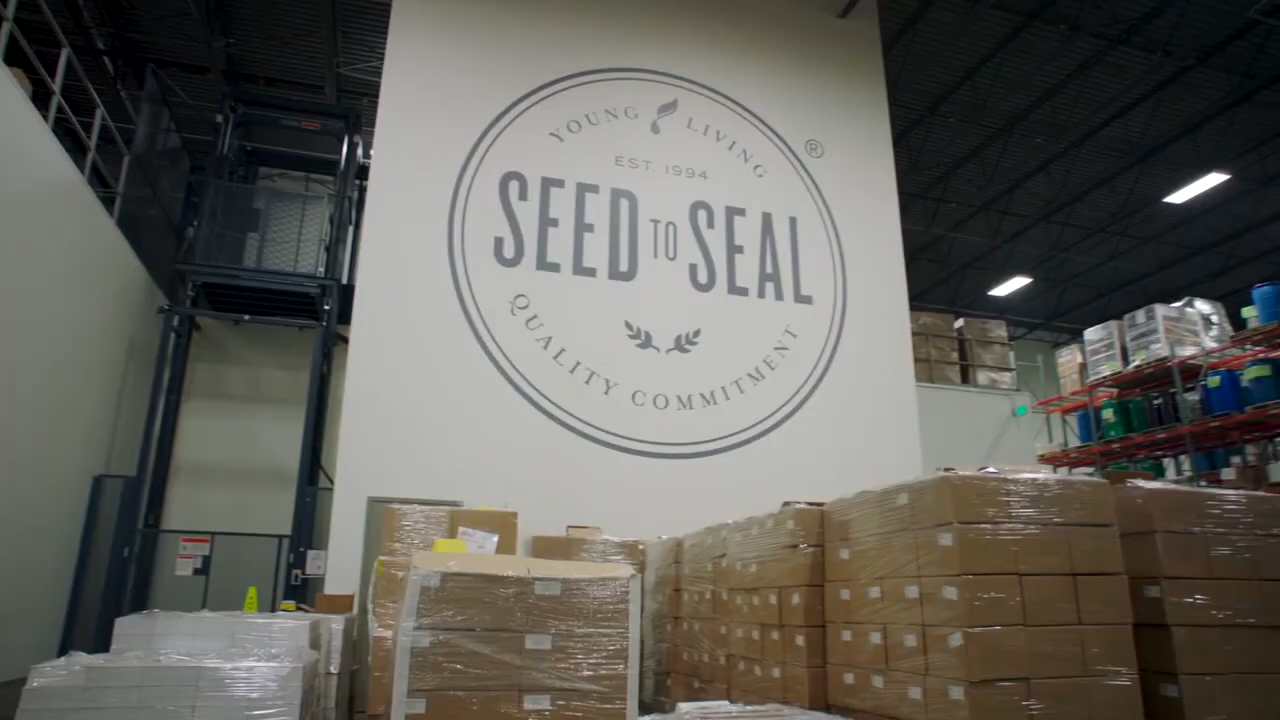 YOUNG LIVING
®
EST. 1994
SEED TO SEAL
QUALITY COMMITMENT